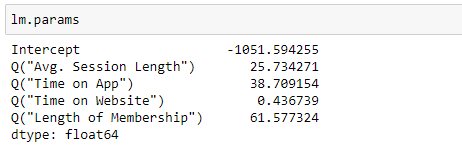 lm.params
Intercept -1051.594255
Q("Avg. Session Length") 25.734271
Q("Time on App") 38.709154
Q("Time on Website") 0.436739
Q("Length of Membership") 61.577324
dtype: float64